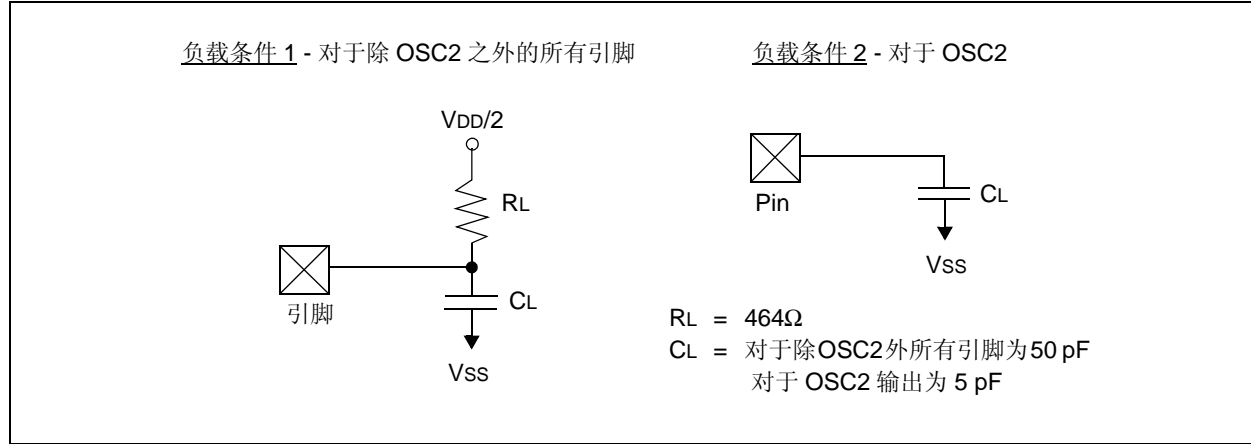 负载条件 1 - 对于除 OSC2 之外的所有引脚
VDD/2
RL
引脚
CL
VSS
负载条件 2 - 对于 OSC2
Pin
CL
VSS
RL = 464Ω
CL = 对于除OSC2外所有引脚为50 pF
对于 OSC2 输出为 5 pF